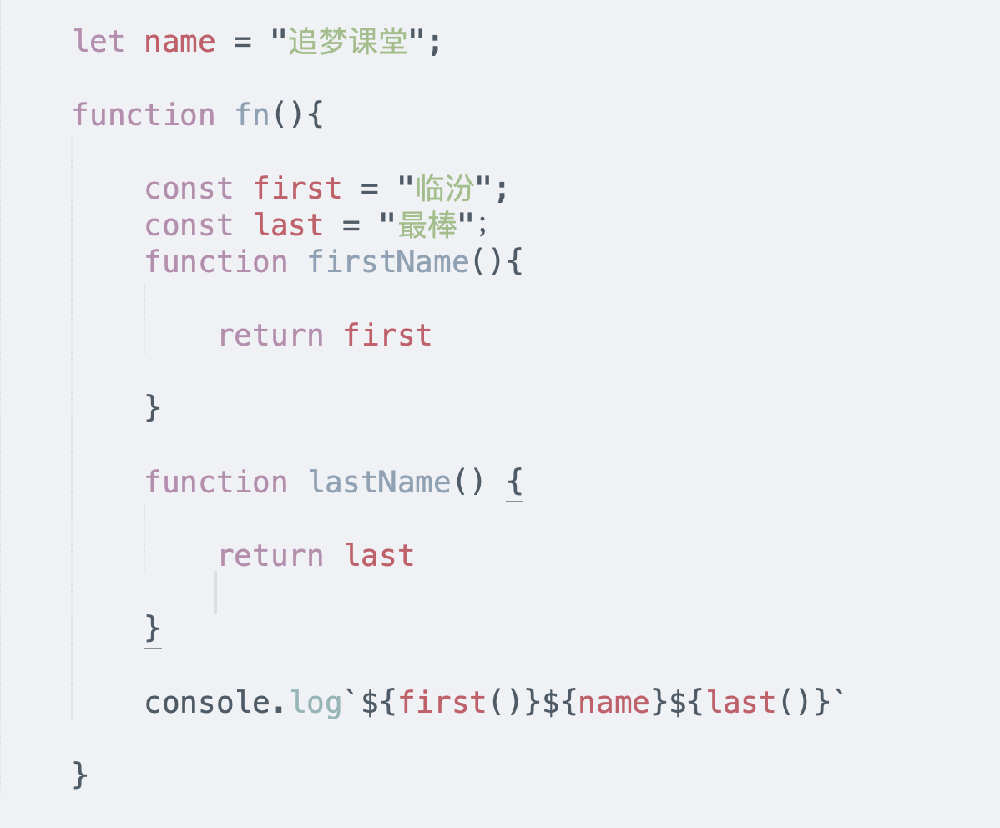 let name = "追梦课堂";
function fn(){
const first = "临汾";
const last = "最棒";
function firstName(){
return first
}
function lastName() {
return last
}
console.log`${first()}${name}${last()}`
}